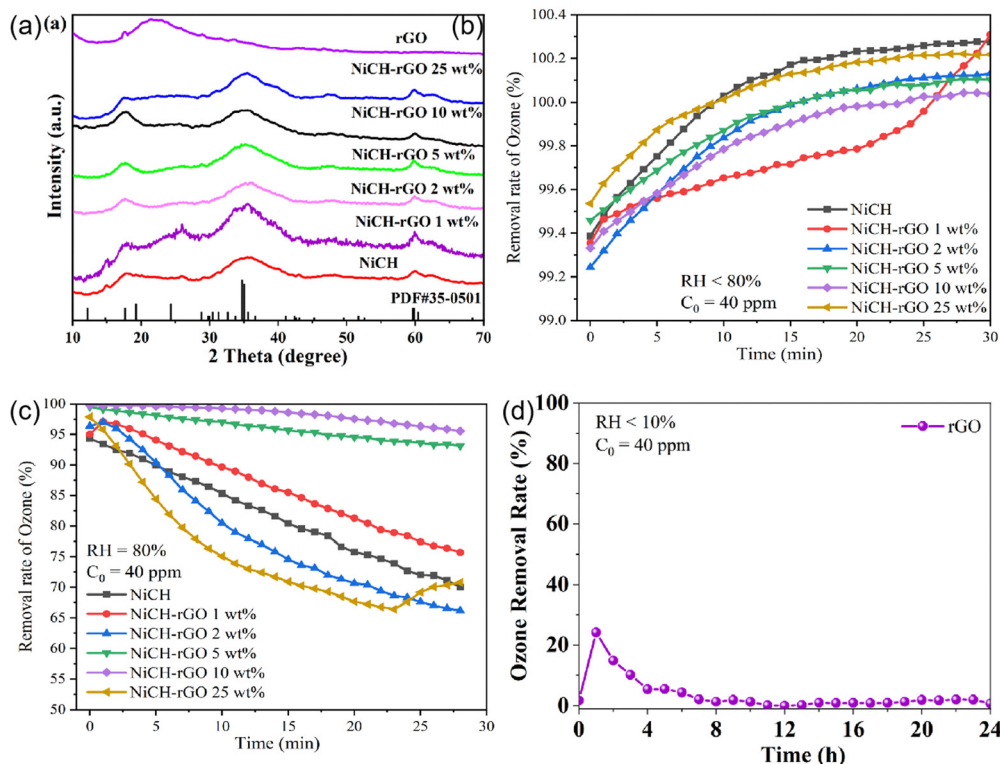 (a)
(a)
rGO
NiCH-rGO 25 wt%
NiCH-rGO 10 wt%
NiCH-rGO 5 wt%
NiCH-rGO 2 wt%
NiCH-rGO 1 wt%
NiCH
PDF#35-0501
Intensity (a.u.)
10 20 30 40 50 60 70
2 Theta (degree)
(b)
Removal rate of Ozone (%)
100.4
100.2
100.0
99.8
99.6
99.4
99.2
99.0
NiCH
NiCH-rGO 1 wt%
NiCH-rGO 2 wt%
NiCH-rGO 5 wt%
NiCH-rGO 10 wt%
NiCH-rGO 25 wt%
RH < 80%
C0 = 40 ppm
0 5 10 15 20 25 30
Time (min)
(c)
Removal rate of Ozone (%)
100
95
90
85
80
75
70
65
60
55
50
RH = 80%
C0 = 40 ppm
NiCH
NiCH-rGO 1 wt%
NiCH-rGO 2 wt%
NiCH-rGO 5 wt%
NiCH-rGO 10 wt%
NiCH-rGO 25 wt%
0 5 10 15 20 25 30
Time (min)
(d)
Ozone Removal Rate (%)
100
80
60
40
20
0
RH < 10%
C0 = 40 ppm
rGO
0 4 8 12 16 20 24
Time (h)